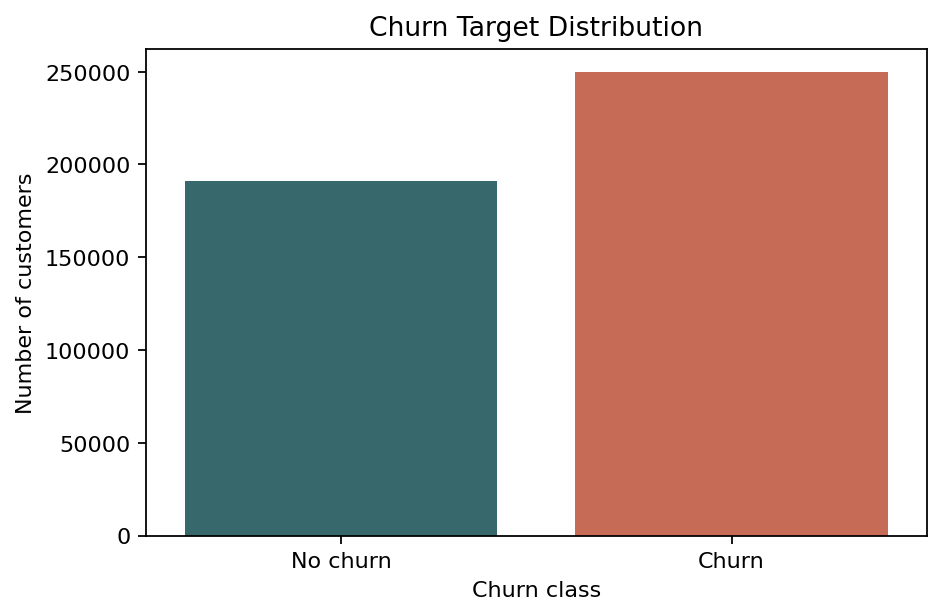 Churn Target Distribution
Number of customers
250000
200000
150000
100000
50000
0
No churn
Churn
Churn class